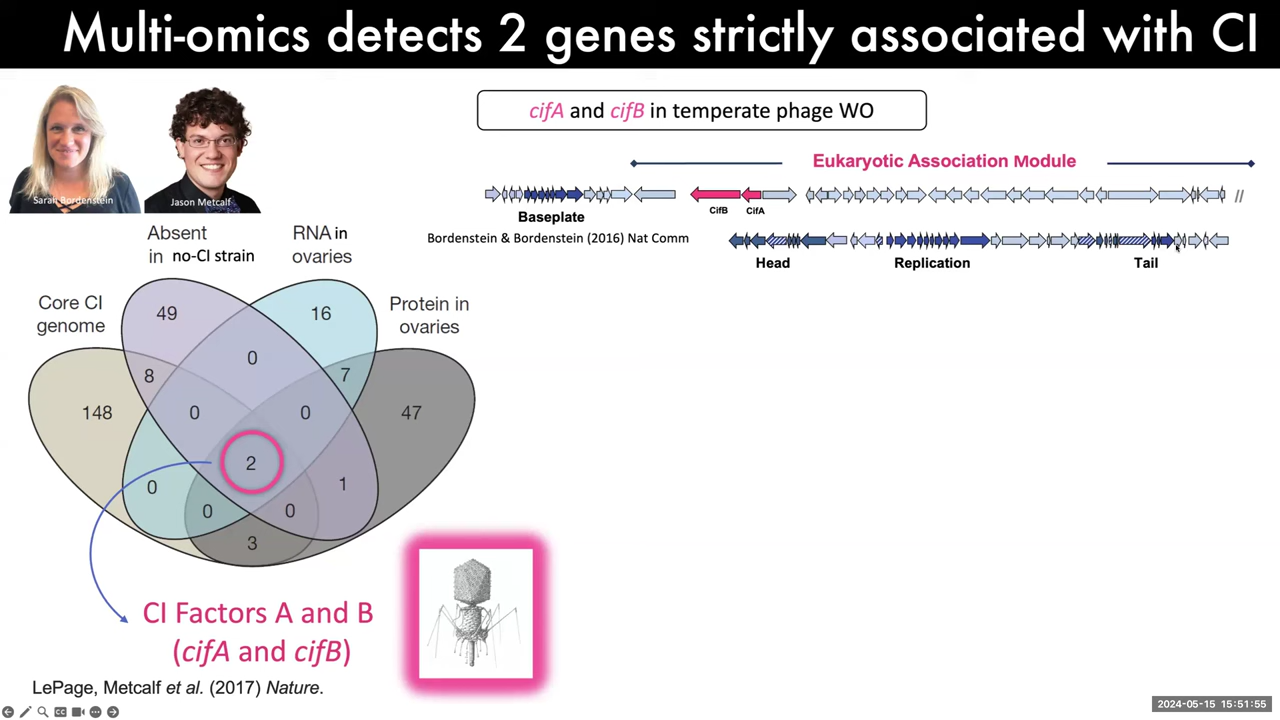 Multi-omics detects 2 genes strictly associated with CI
Sarah Bordenstein
Jason Metcalf
cifA and cifB in temperate phage WO
Eukaryotic Association Module
CifB
CifA
//
Baseplate
Bordenstein & Bordenstein (2016) Nat Comm
Head
Replication
Tail
Absent
in no-CI strain
RNA in
ovaries
Core CI
genome
Protein in
ovaries
49
16
0
8
7
148
0
0
47
2
0
1
0
0
3
CI Factors A and B
(cifA and cifB)
LePage, Metcalf et al. (2017) Nature.
2024-05-15 15:51:55